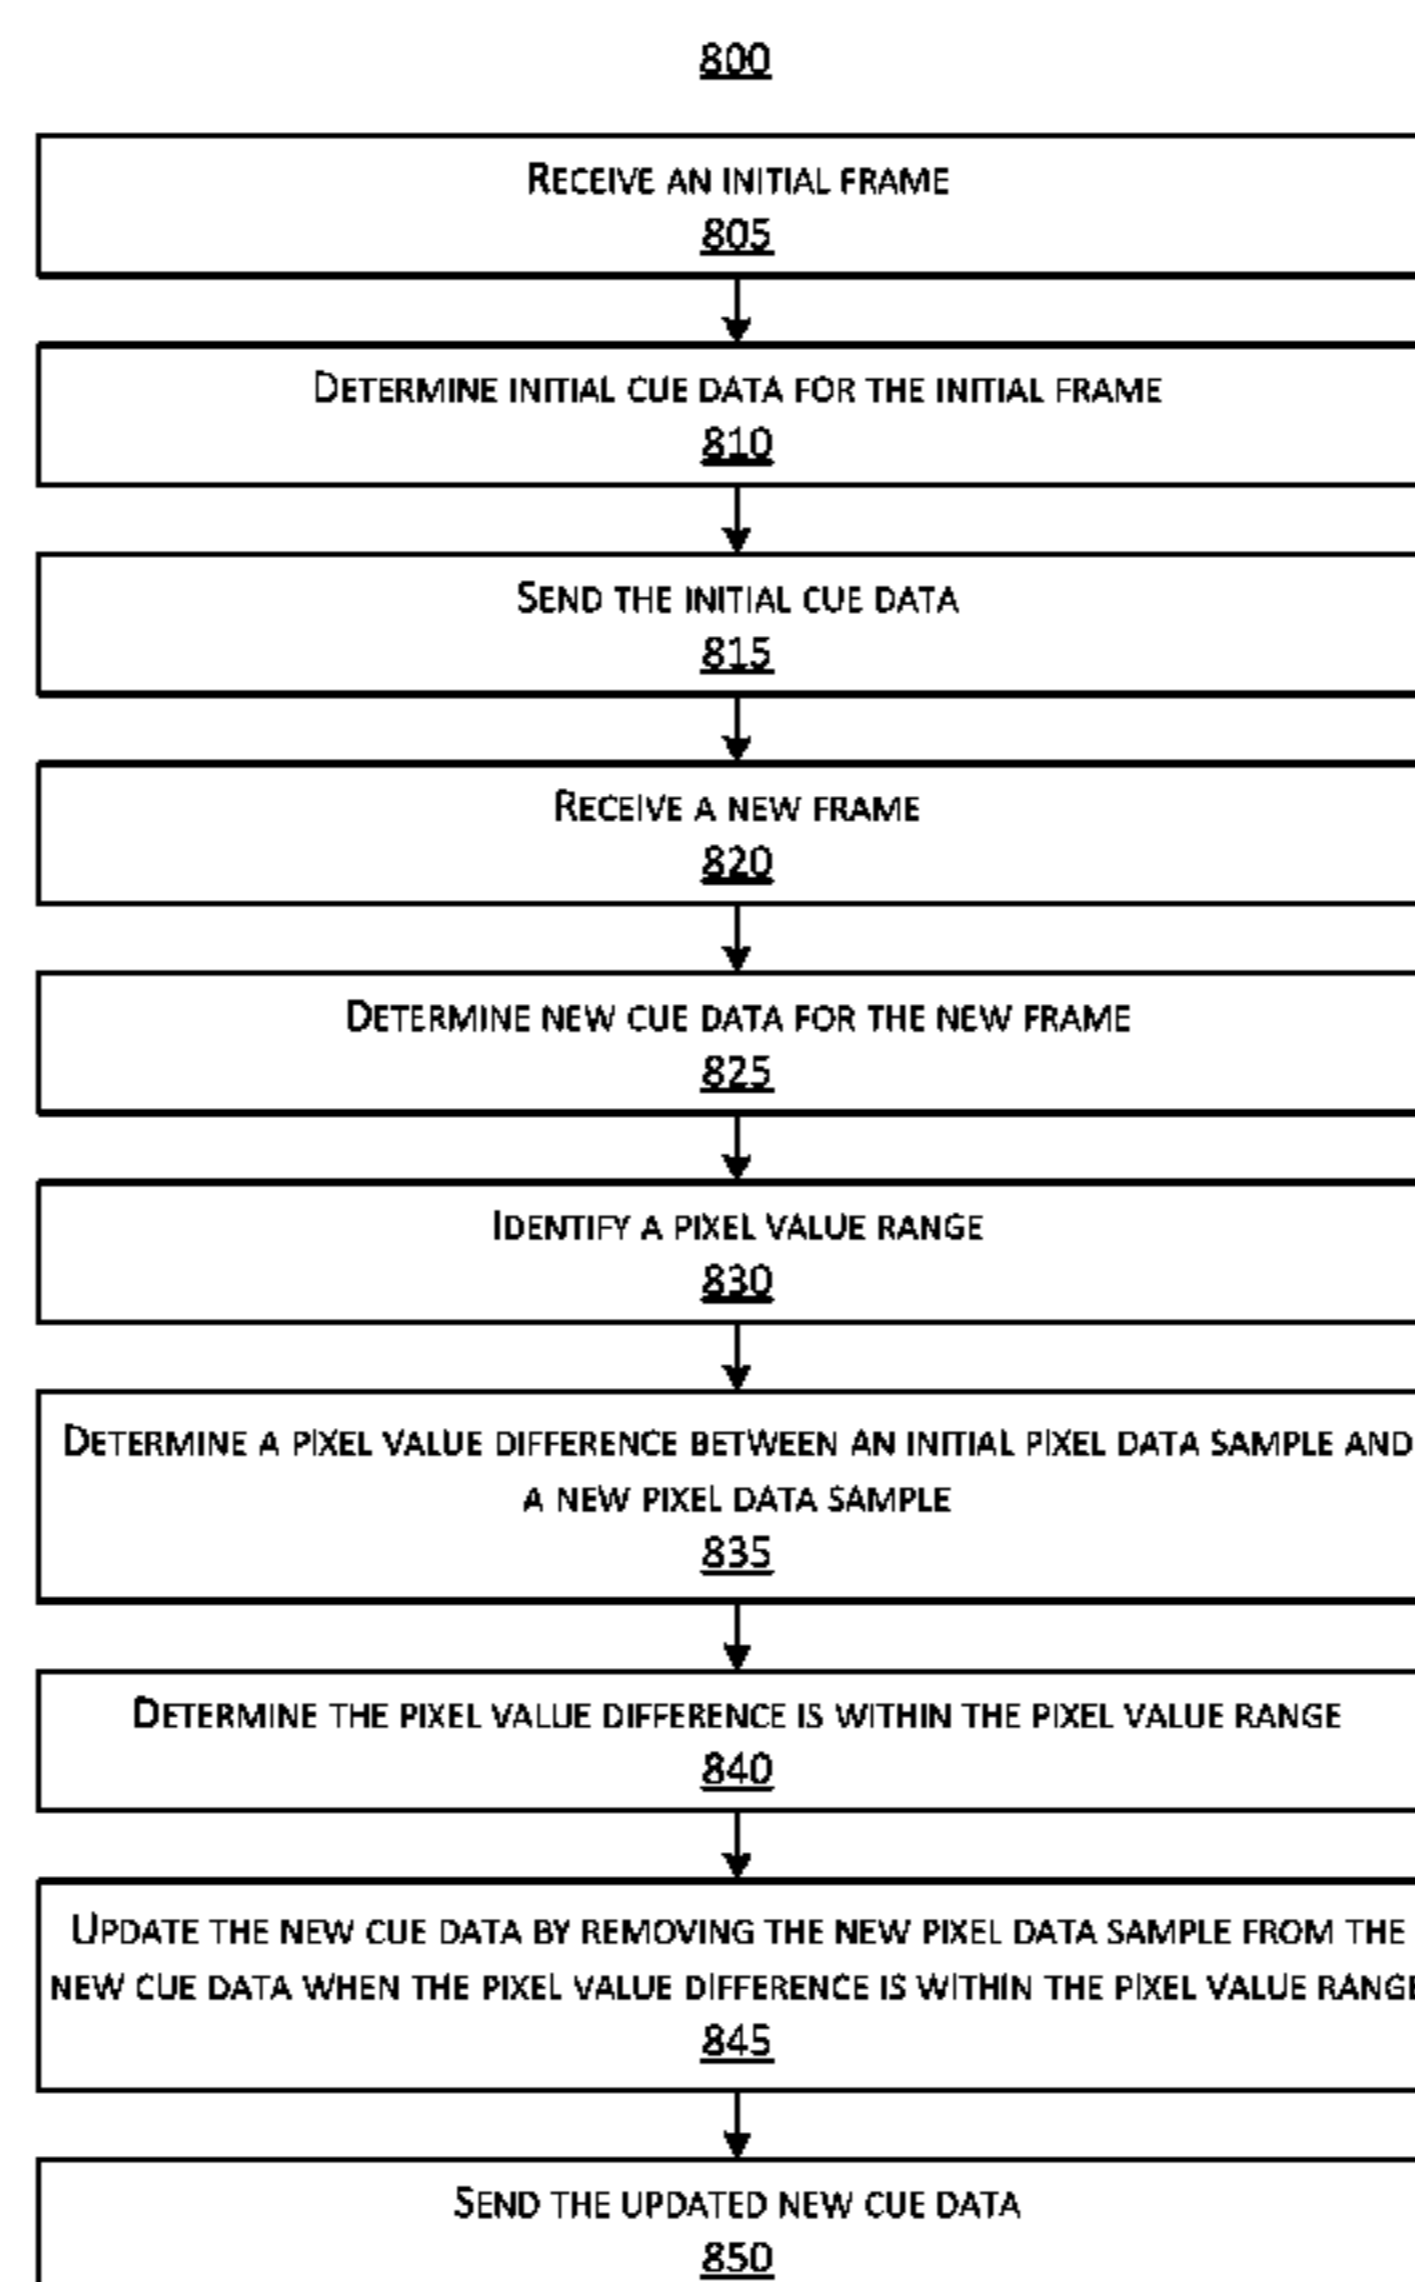 800
RECEIVE AN INITIAL FRAME
805
DETERMINE INITIAL CUE DATA FOR THE INITIAL FRAME
810
SEND THE INITIAL CUE DATA
815
RECEIVE A NEW FRAME
820
DETERMINE NEW CUE DATA FOR THE NEW FRAME
825
IDENTIFY A PIXEL VALUE RANGE
830
DETERMINE A PIXEL VALUE DIFFERENCE BETWEEN AN INITIAL PIXEL DATA SAMPLE AND
A NEW PIXEL DATA SAMPLE
835
DETERMINE THE PIXEL VALUE DIFFERENCE IS WITHIN THE PIXEL VALUE RANGE
840
UPDATE THE NEW CUE DATA BY REMOVING THE NEW PIXEL DATA SAMPLE FROM THE
NEW CUE DATA WHEN THE PIXEL VALUE DIFFERENCE IS WITHIN THE PIXEL VALUE RANGE
845
SEND THE UPDATED NEW CUE DATA
850